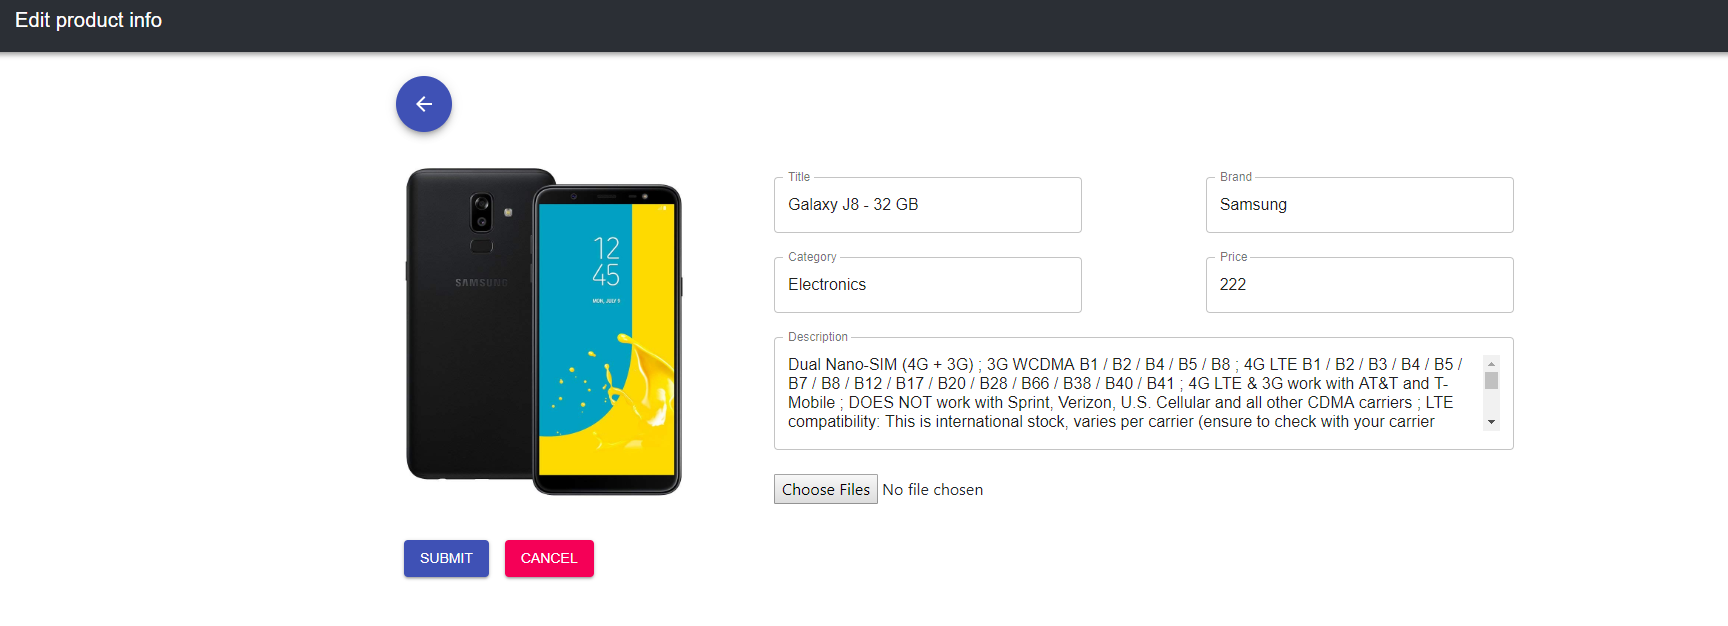 Edit product info
SAMSUNG
12
45
MON, JULY 9
Title
Galaxy J8 - 32 GB
Brand
Samsung
Category
Electronics
Price
222
Description
Dual Nano-SIM (4G + 3G) ; 3G WCDMA B1 / B2 / B4 / B5 / B8 ; 4G LTE B1 / B2 / B3 / B4 / B5 /
B7 / B8 / B12 / B17 / B20 / B28 / B66 / B38 / B40 / B41 ; 4G LTE & 3G work with AT&T and T-
Mobile ; DOES NOT work with Sprint, Verizon, U.S. Cellular and all other CDMA carriers ; LTE
compatibility: This is international stock, varies per carrier (ensure to check with your carrier
Choose Files No file chosen
SUBMIT
CANCEL